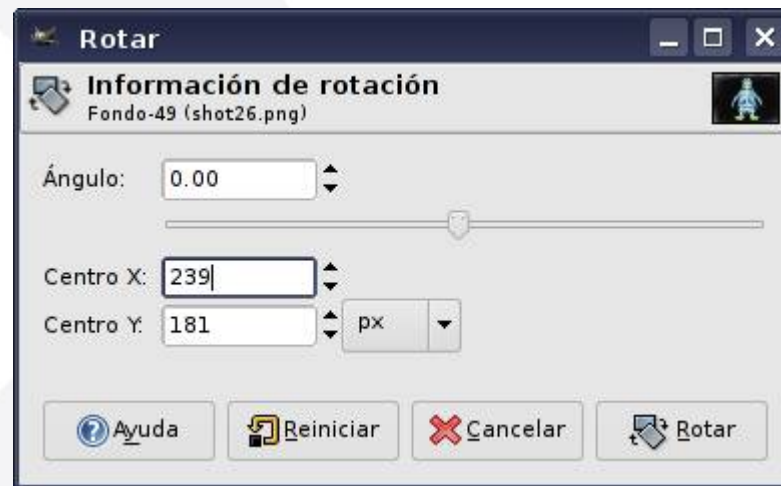 Rotar
Información de rotación
Fondo-49 (shot26.png)
Ángulo: 0.00
Centro X: 239
Centro Y: 181 px
Ayuda Reiniciar Cancelar Rotar